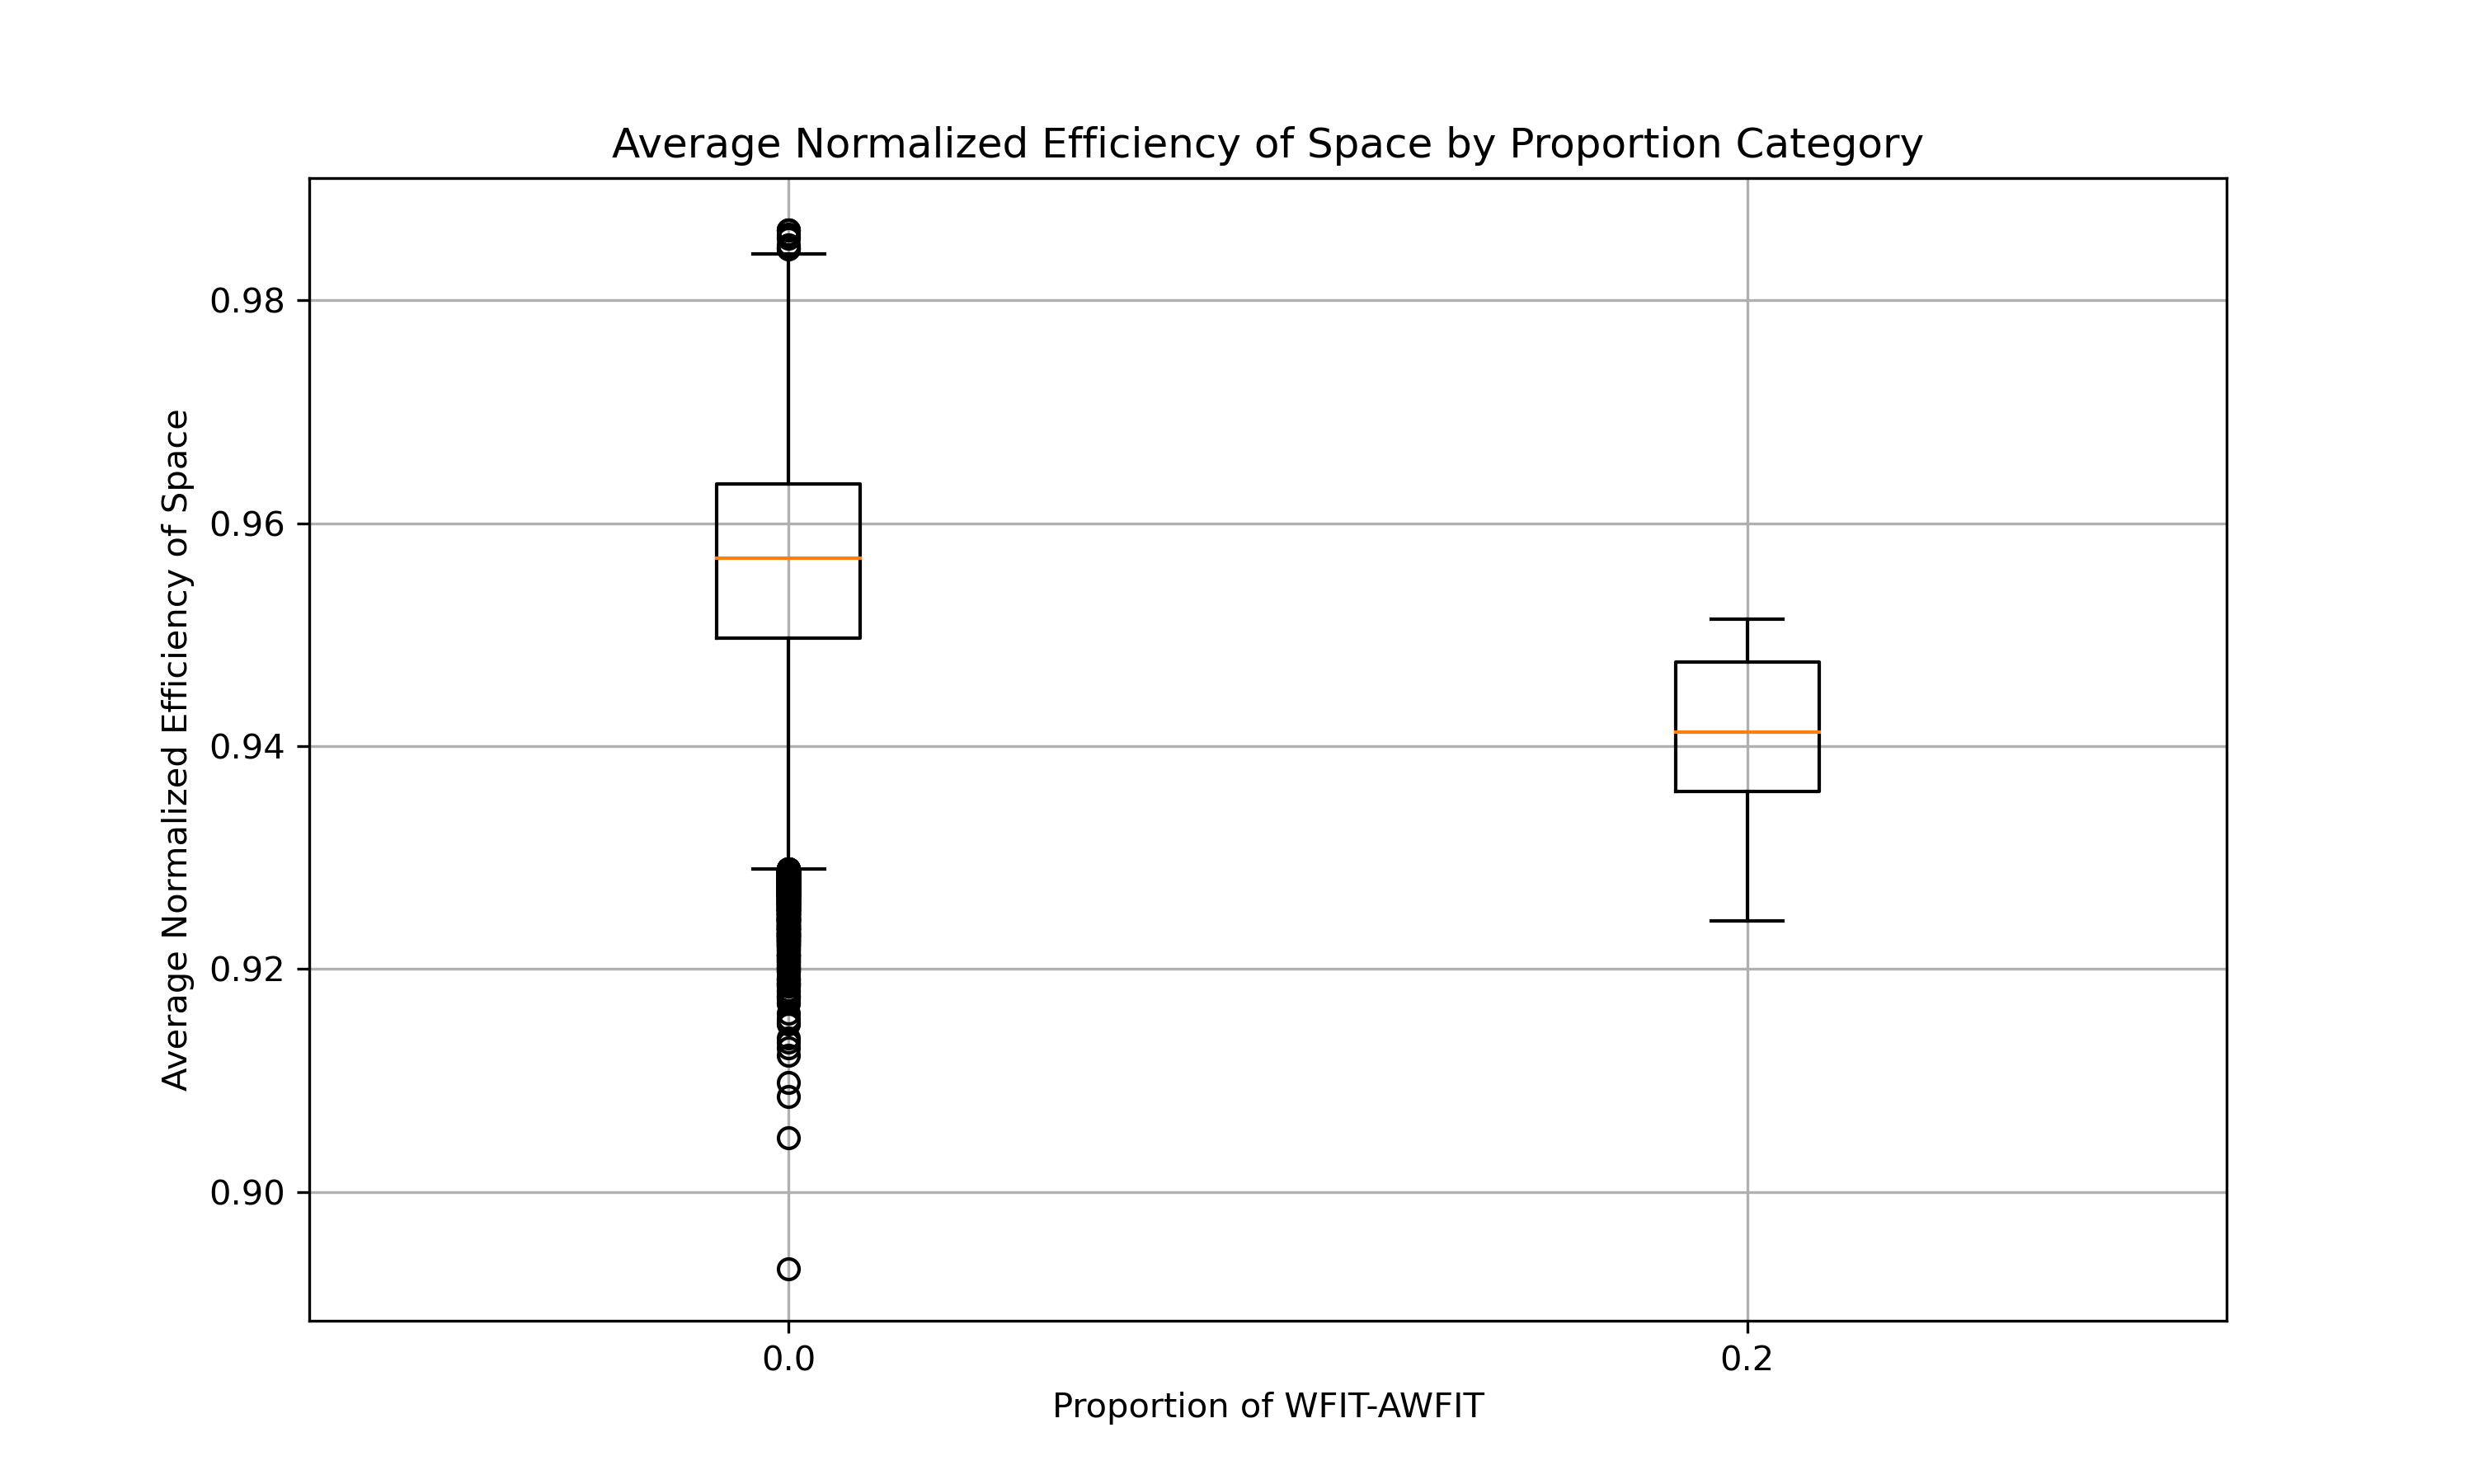 Average Normalized Efficiency of Space by Proportion Category
Average Normalized Efficiency of Space
0.98
0.96
0.94
0.92
0.90
0.0
0.2
Proportion of WFIT-AWFIT